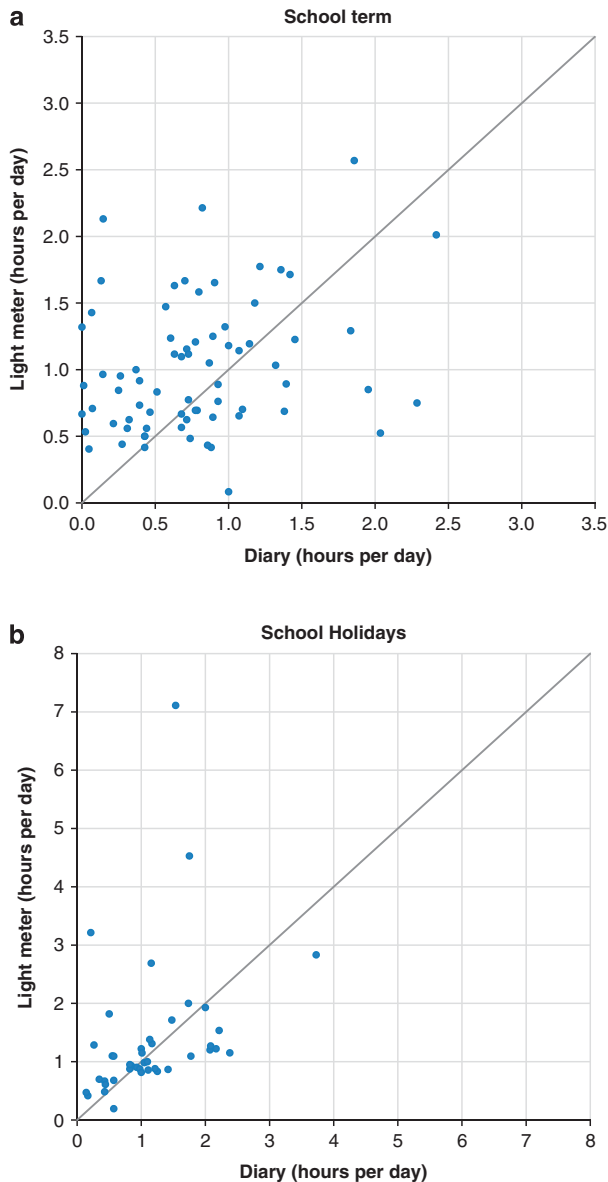 a
School term
Light meter (hours per day)
3.5
3.0
2.5
2.0
1.5
1.0
0.5
0.0
0.0 0.5 1.0 1.5 2.0 2.5 3.0 3.5
Diary (hours per day)
b
School Holidays
Light meter (hours per day)
8
7
6
5
4
3
2
1
0
0 1 2 3 4 5 6 7 8
Diary (hours per day)